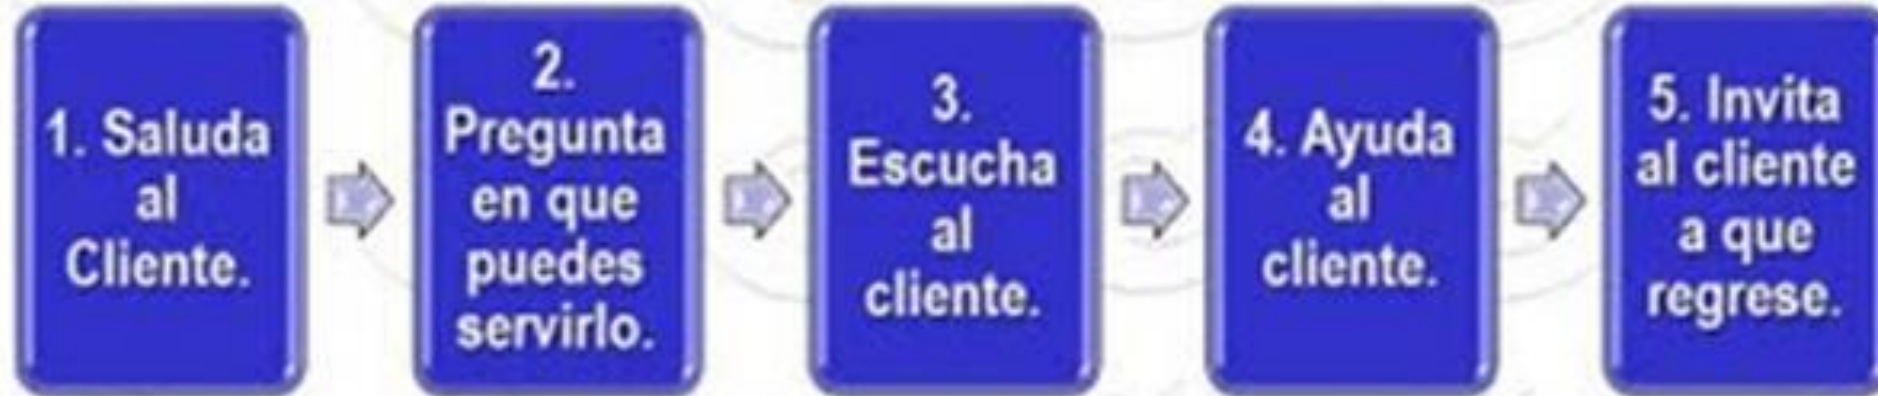 1. Saluda
al
Cliente.
2.
Pregunta
en que
puedes
servirlo.
3.
Escucha
al
cliente.
4. Ayuda
al
cliente.
5. Invita
al cliente
a que
regrese.